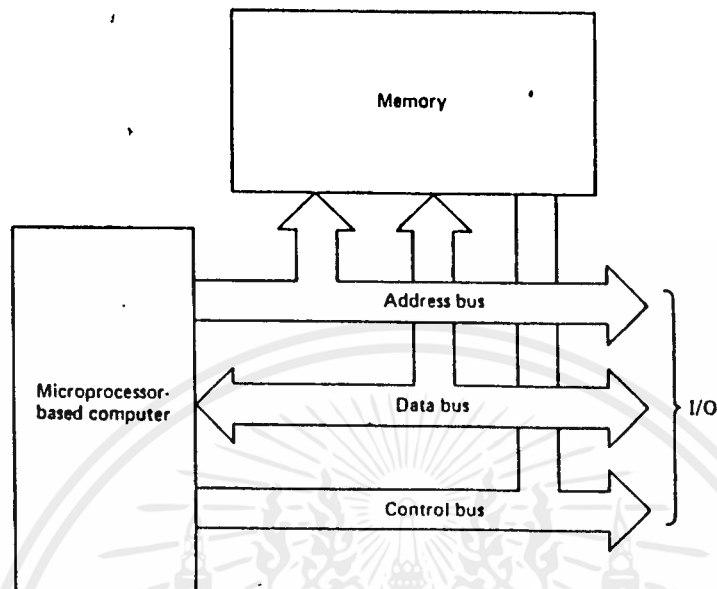 Memory
Address bus
Microprocessor-
based computer
Data bus
I/O
Control bus